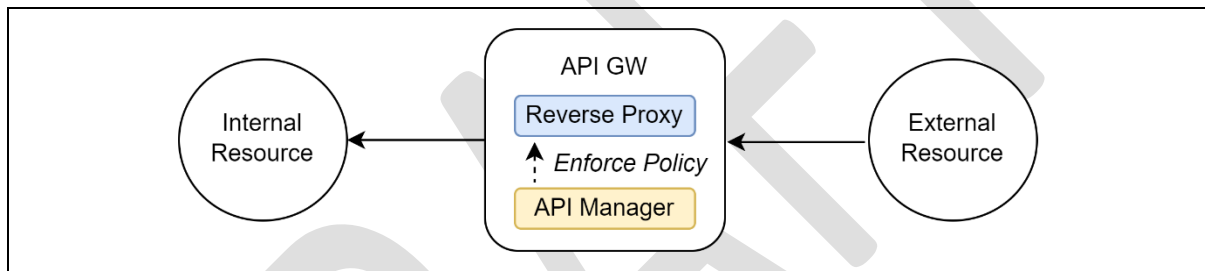 API GW
Internal
Resource
Reverse Proxy
Enforce Policy
API Manager
External
Resource